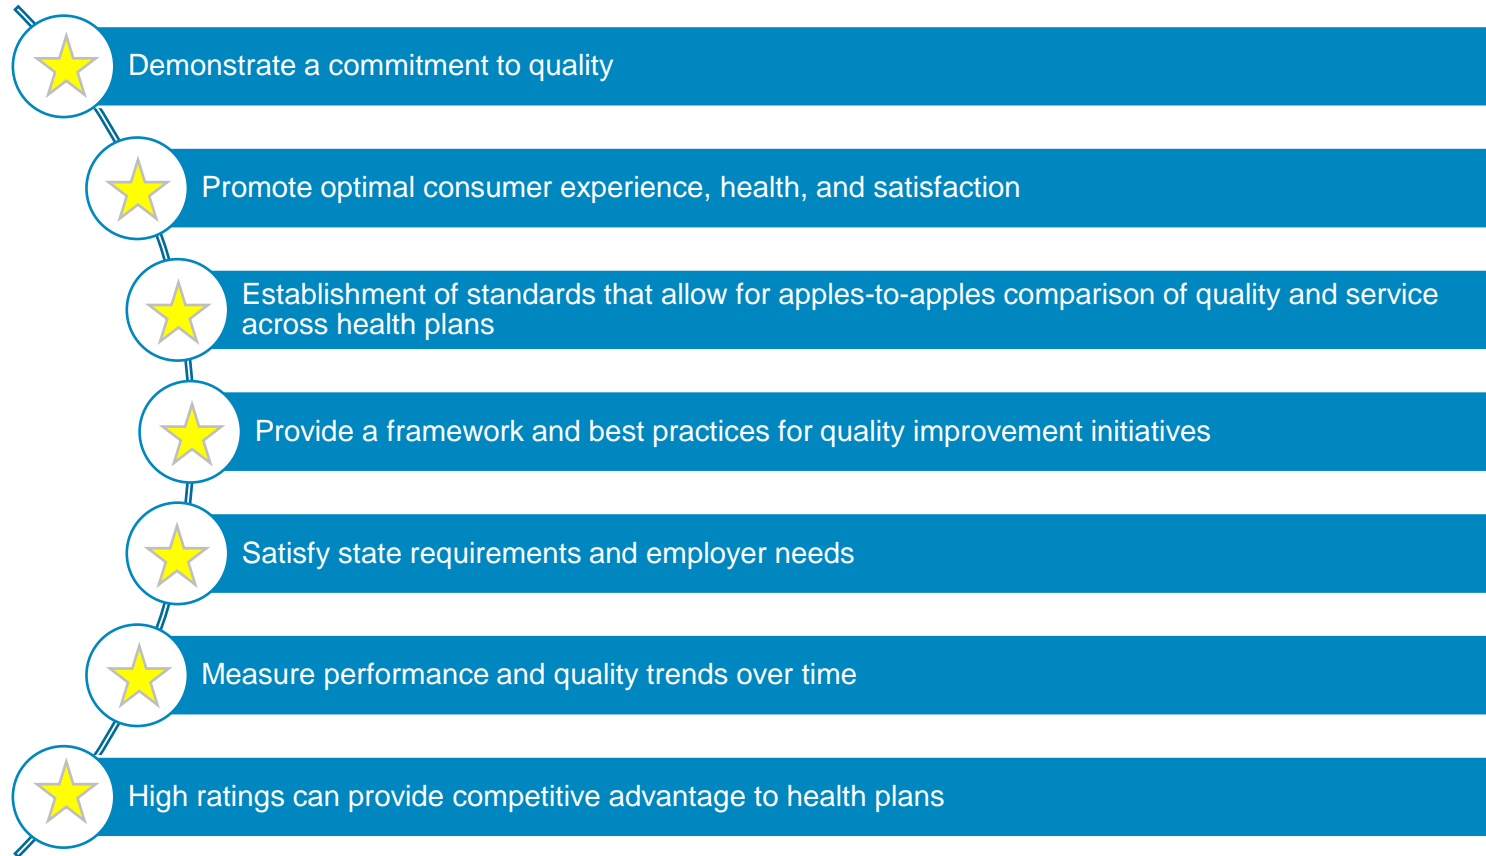 Demonstrate a commitment to quality
Promote optimal consumer experience, health, and satisfaction
Establishment of standards that allow for apples-to-apples comparison of quality and service
across health plans
Provide a framework and best practices for quality improvement initiatives
Satisfy state requirements and employer needs
Measure performance and quality trends over time
High ratings can provide competitive advantage to health plans